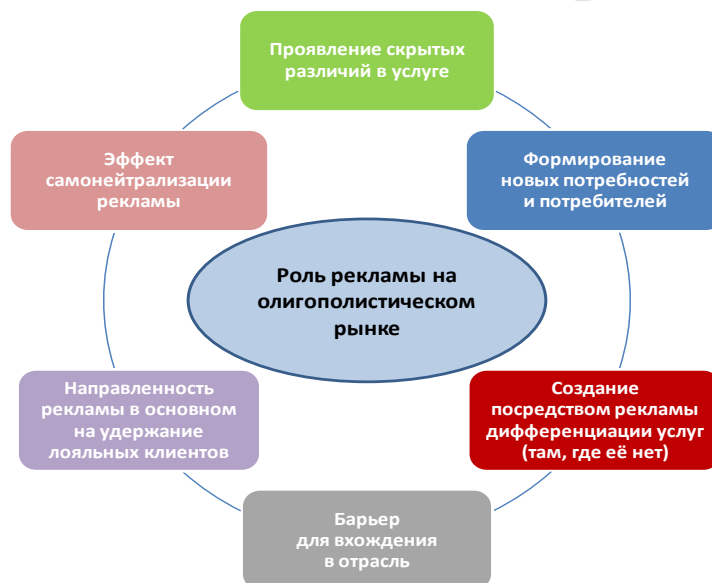 Проявление скрытых
различий в услуге
Эффект
самонейтрализации
рекламы
Формирование
новых потребностей
и потребителей
Роль рекламы на
олигополистическом
рынке
Направленность
рекламы в основном
на удержание
лояльных клиентов
Создание
посредством рекламы
дифференциации услуг
(там, где её нет)
Барьер
для вхождения
в отрасль